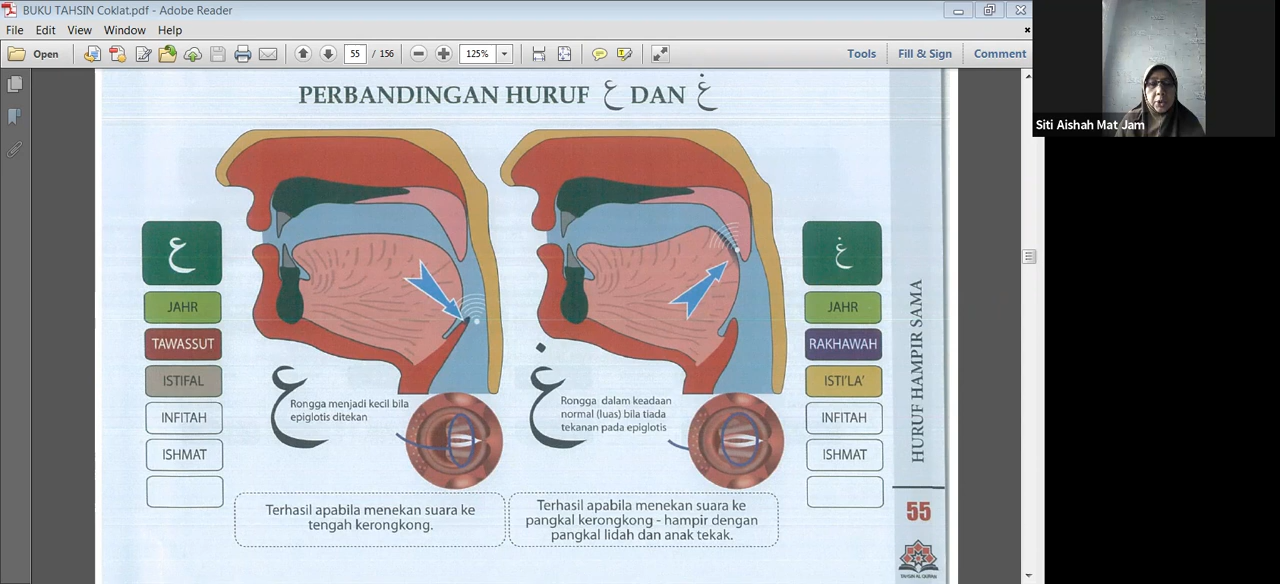 BUKU TAHSIN Coklat.pdf - Adobe Reader
File Edit View Window Help
Open 55 / 156 125% Tools Fill & Sign Comment
Siti Aishah Mat Jam
PERBANDINGAN HURUF ع DAN غ
ع
JAHR
TAWASSUT
ISTIFAL
INFITAH
ISHMAT
ع
Rongga menjadi kecil bila
epiglotis ditekan
Terhasil apabila menekan suara ke
tengah kerongkong.
غ
Rongga dalam keadaan
normal (luas) bila tiada
tekanan pada epiglotis
Terhasil apabila menekan suara ke
pangkal kerongkong - hampir dengan
pangkal lidah dan anak tekak.
غ
JAHR
RAKHAWAH
ISTI'LA'
INFITAH
ISHMAT
HURUF HAMPIR SAMA
55
TAHSIN AL QURAN